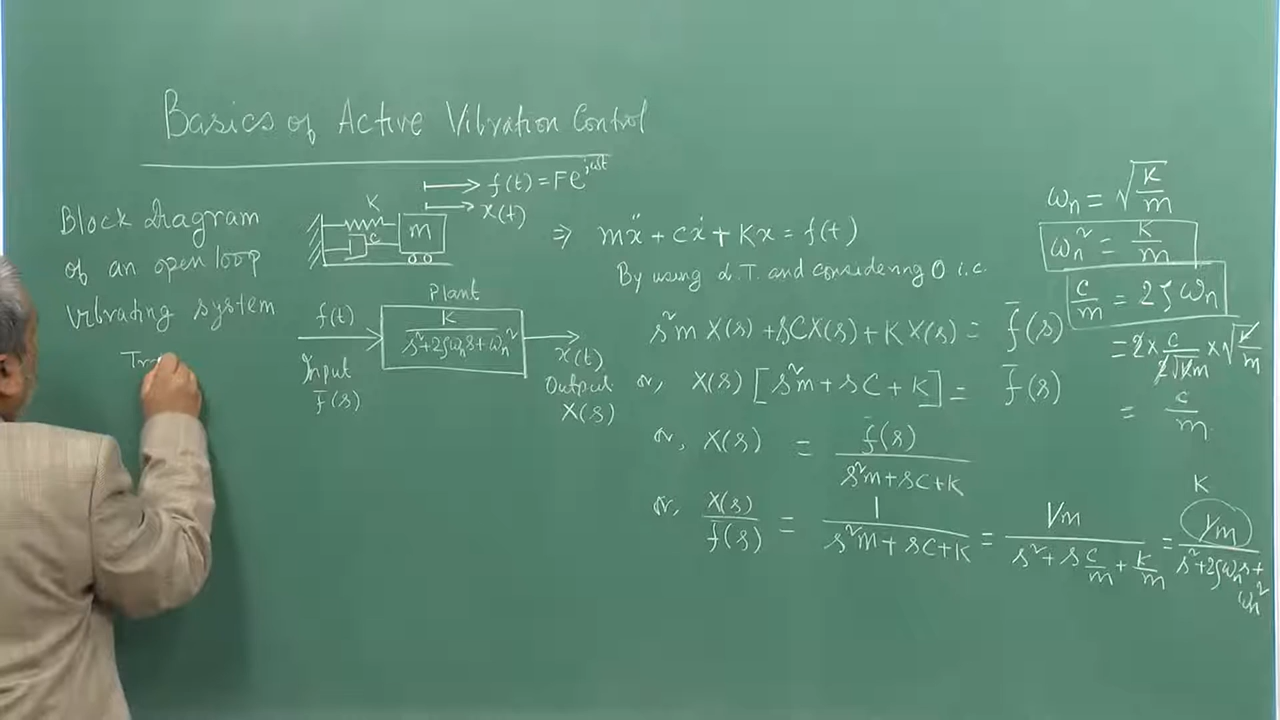 Basics of Active Vibration Control
Block Diagram
of an open loop
vibrating system
Tr
f(t) = Fe^jωt
x(t)
K
c
m
Plant
f(t)
K / s²+2ζωₙs+ωₙ²
Input
F̄(s)
x(t)
Output
X(s)
⇒ mẍ + cẋ + Kx = f(t)
By using L.T. and considering 0 i.c.
s²m X(s) + sCX(s) + K X(s) = f̄(s)
or, X(s) [s²m + sC + K] = f̄(s)
or, X(s) = f̄(s) / s²m+sC+K
or, X(s) / f(s) = 1 / s²m+sC+K = 1/m / s²+s c/m + K/m = 1/m / s²+2ζωₙs+ωₙ²
K
ωₙ = √K/m
ωₙ² = K/m
c/m = 2ζωₙ
= 2 × c / 2√Km × √K/m
= c/m